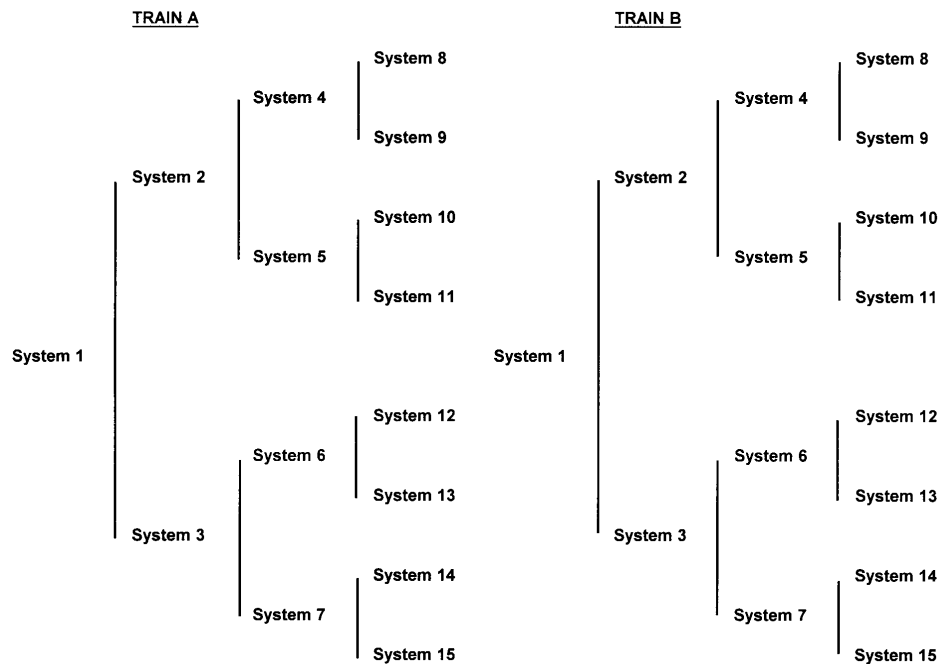 TRAIN A
TRAIN B
System 8
System 8
System 4
System 4
System 9
System 9
System 2
System 2
System 10
System 10
System 5
System 5
System 11
System 11
System 1
System 1
System 12
System 12
System 6
System 6
System 13
System 13
System 3
System 3
System 14
System 14
System 7
System 7
System 15
System 15